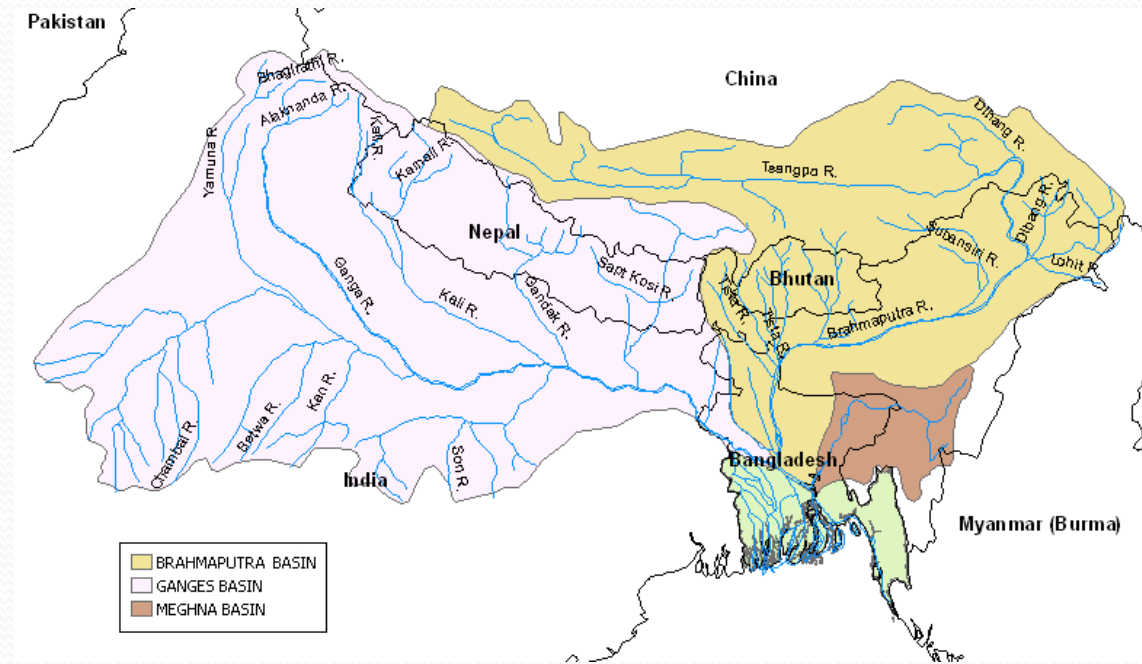 Pakistan
China
Bhagirathi R.
Alaknanda R.
Yamuna R.
Kali R.
Karnali R.
Dihang R.
Tsangpo R.
Dibang R.
Subansiri R.
Lohit R.
Nepal
Sapt Kosi R.
Bhutan
Ganga R.
Kali R.
Gandak R.
Tista R.
Brahmaputra R.
Chambal R.
Betwa R.
Ken R.
Son R
India
Bangladesh
Myanmar (Burma)
BRAHMAPUTRA BASIN
GANGES BASIN
MEGHNA BASIN